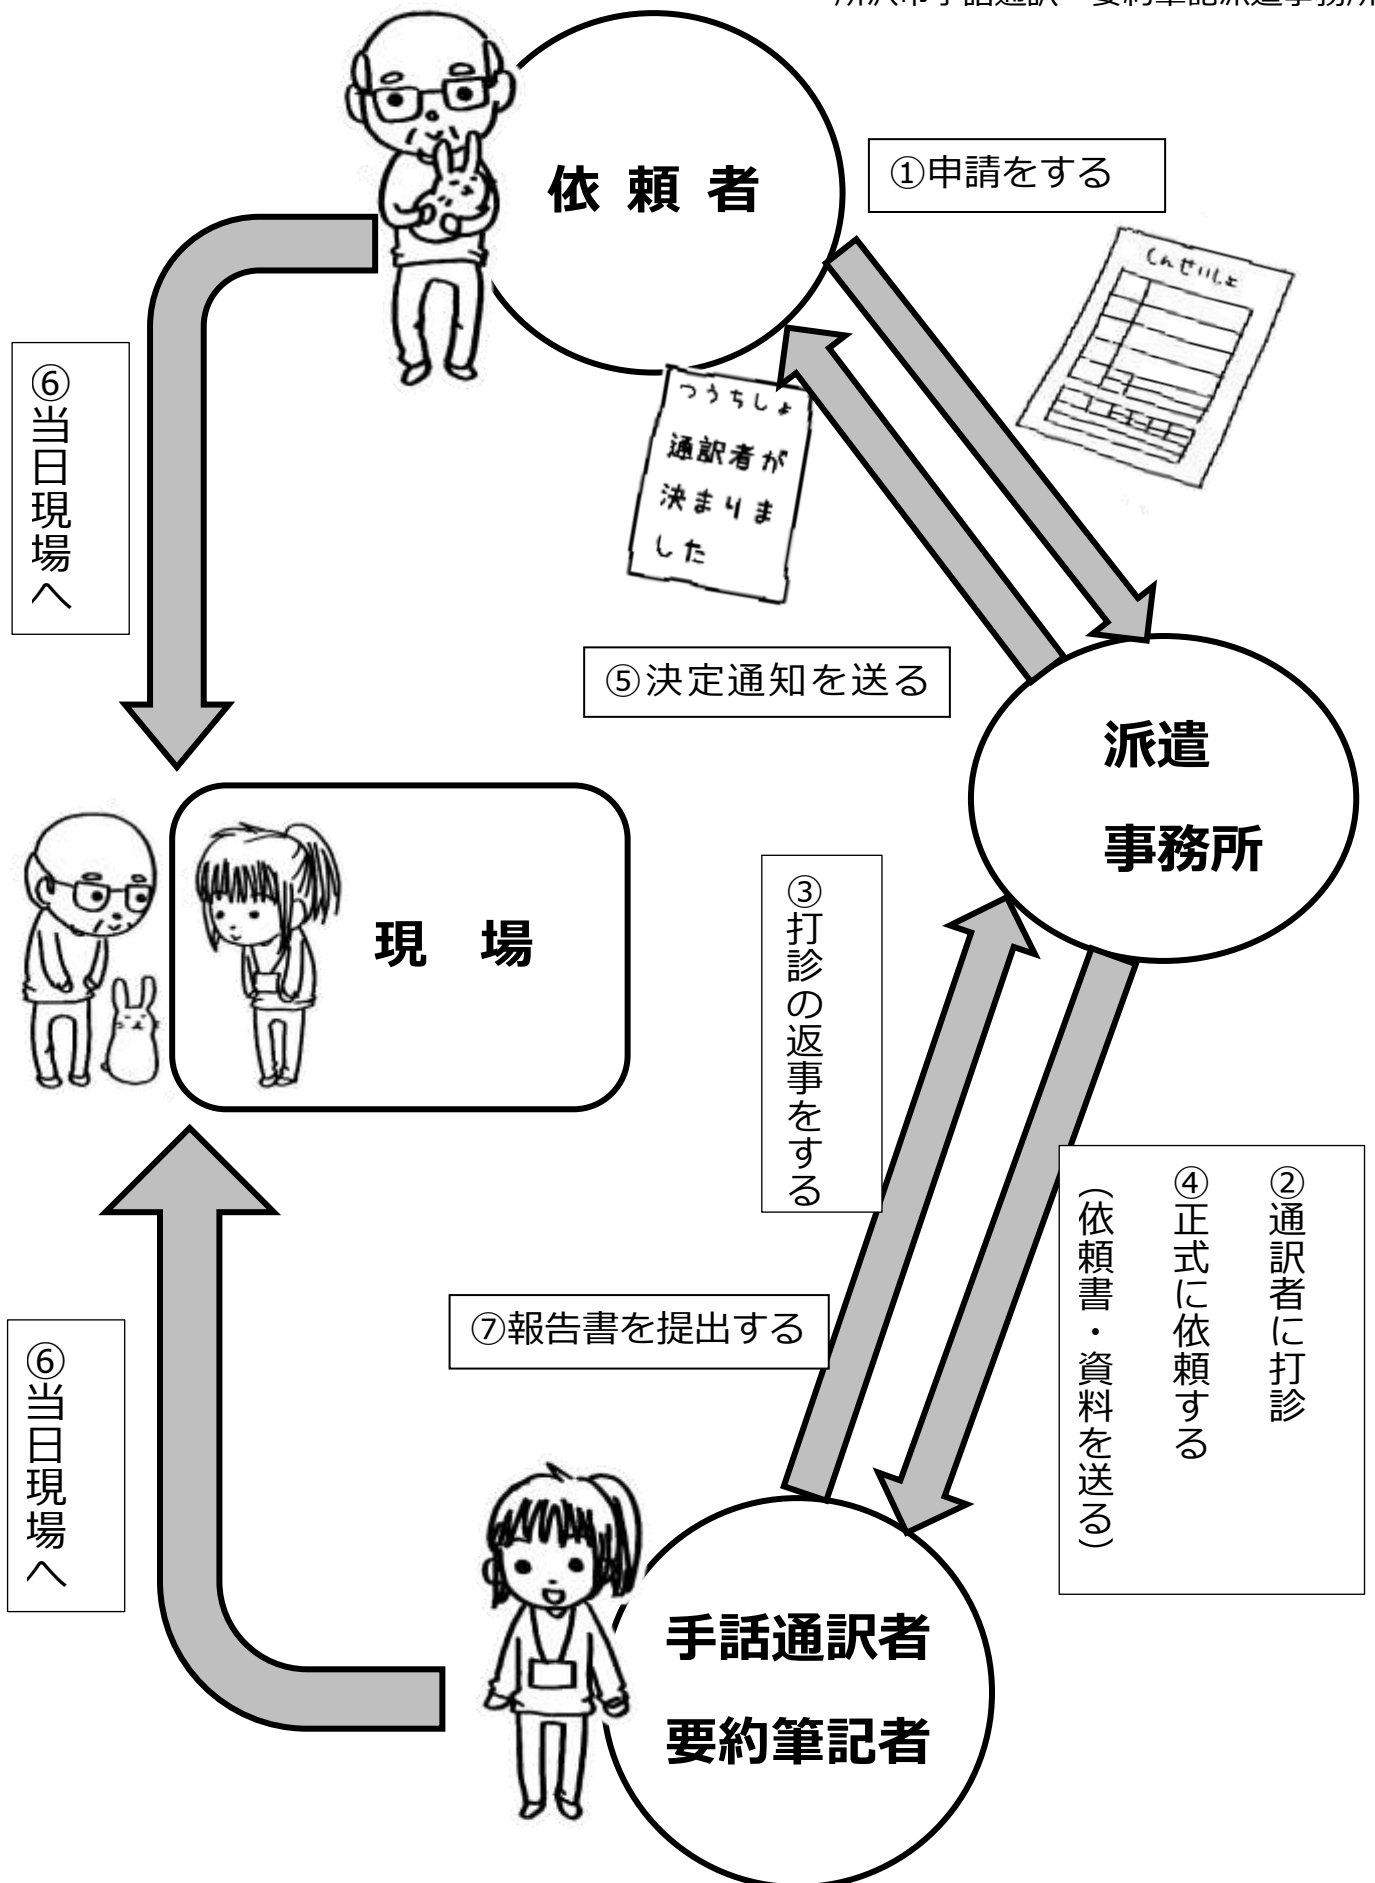 依 頼 者
①申請をする
しんせいしょ
つうちしょ
通訳者が
決まりま
した
⑥当日現場へ
⑤決定通知を送る
派遣
事務所
現 場
③打診の返事をする
②通訳者に打診
④正式に依頼する
(依頼書・資料を送る)
⑦報告書を提出する
⑥当日現場へ
手話通訳者
要約筆記者